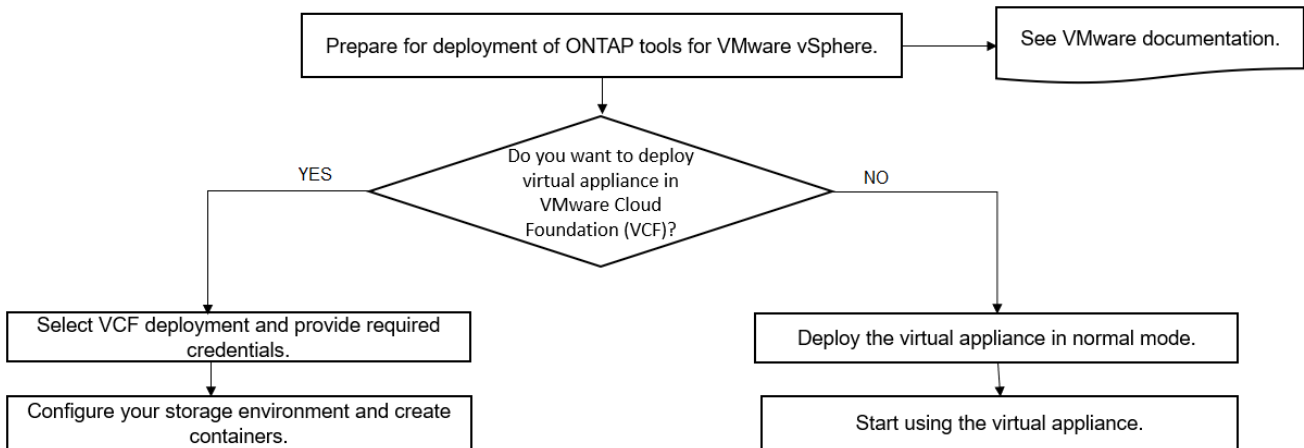 Prepare for deployment of ONTAP tools for VMware vSphere.
See VMware documentation.
Do you want to deploy
virtual appliance in
VMware Cloud
Foundation (VCF)?
YES
NO
Select VCF deployment and provide required
credentials.
Deploy the virtual appliance in normal mode.
Configure your storage environment and create
containers.
Start using the virtual appliance.